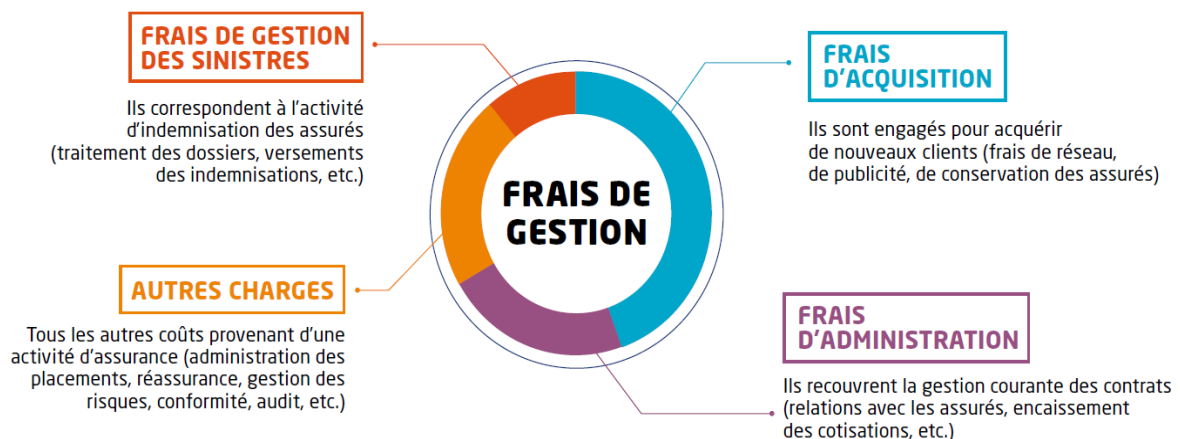 FRAIS DE GESTION
DES SINISTRES
Ils correspondent à l’activité
d’indemnisation des assurés
(traitement des dossiers, versements
des indemnisations, etc.)
FRAIS
D’ACQUISITION
Ils sont engagés pour acquérir
de nouveaux clients (frais de réseau,
de publicité, de conservation des assurés)
FRAIS DE
GESTION
AUTRES CHARGES
Tous les autres coûts provenant d’une
activité d’assurance (administration des
placements, réassurance, gestion des
risques, conformité, audit, etc.)
FRAIS
D’ADMINISTRATION
Ils recouvrent la gestion courante des contrats
(relations avec les assurés, encaissement
des cotisations, etc.)